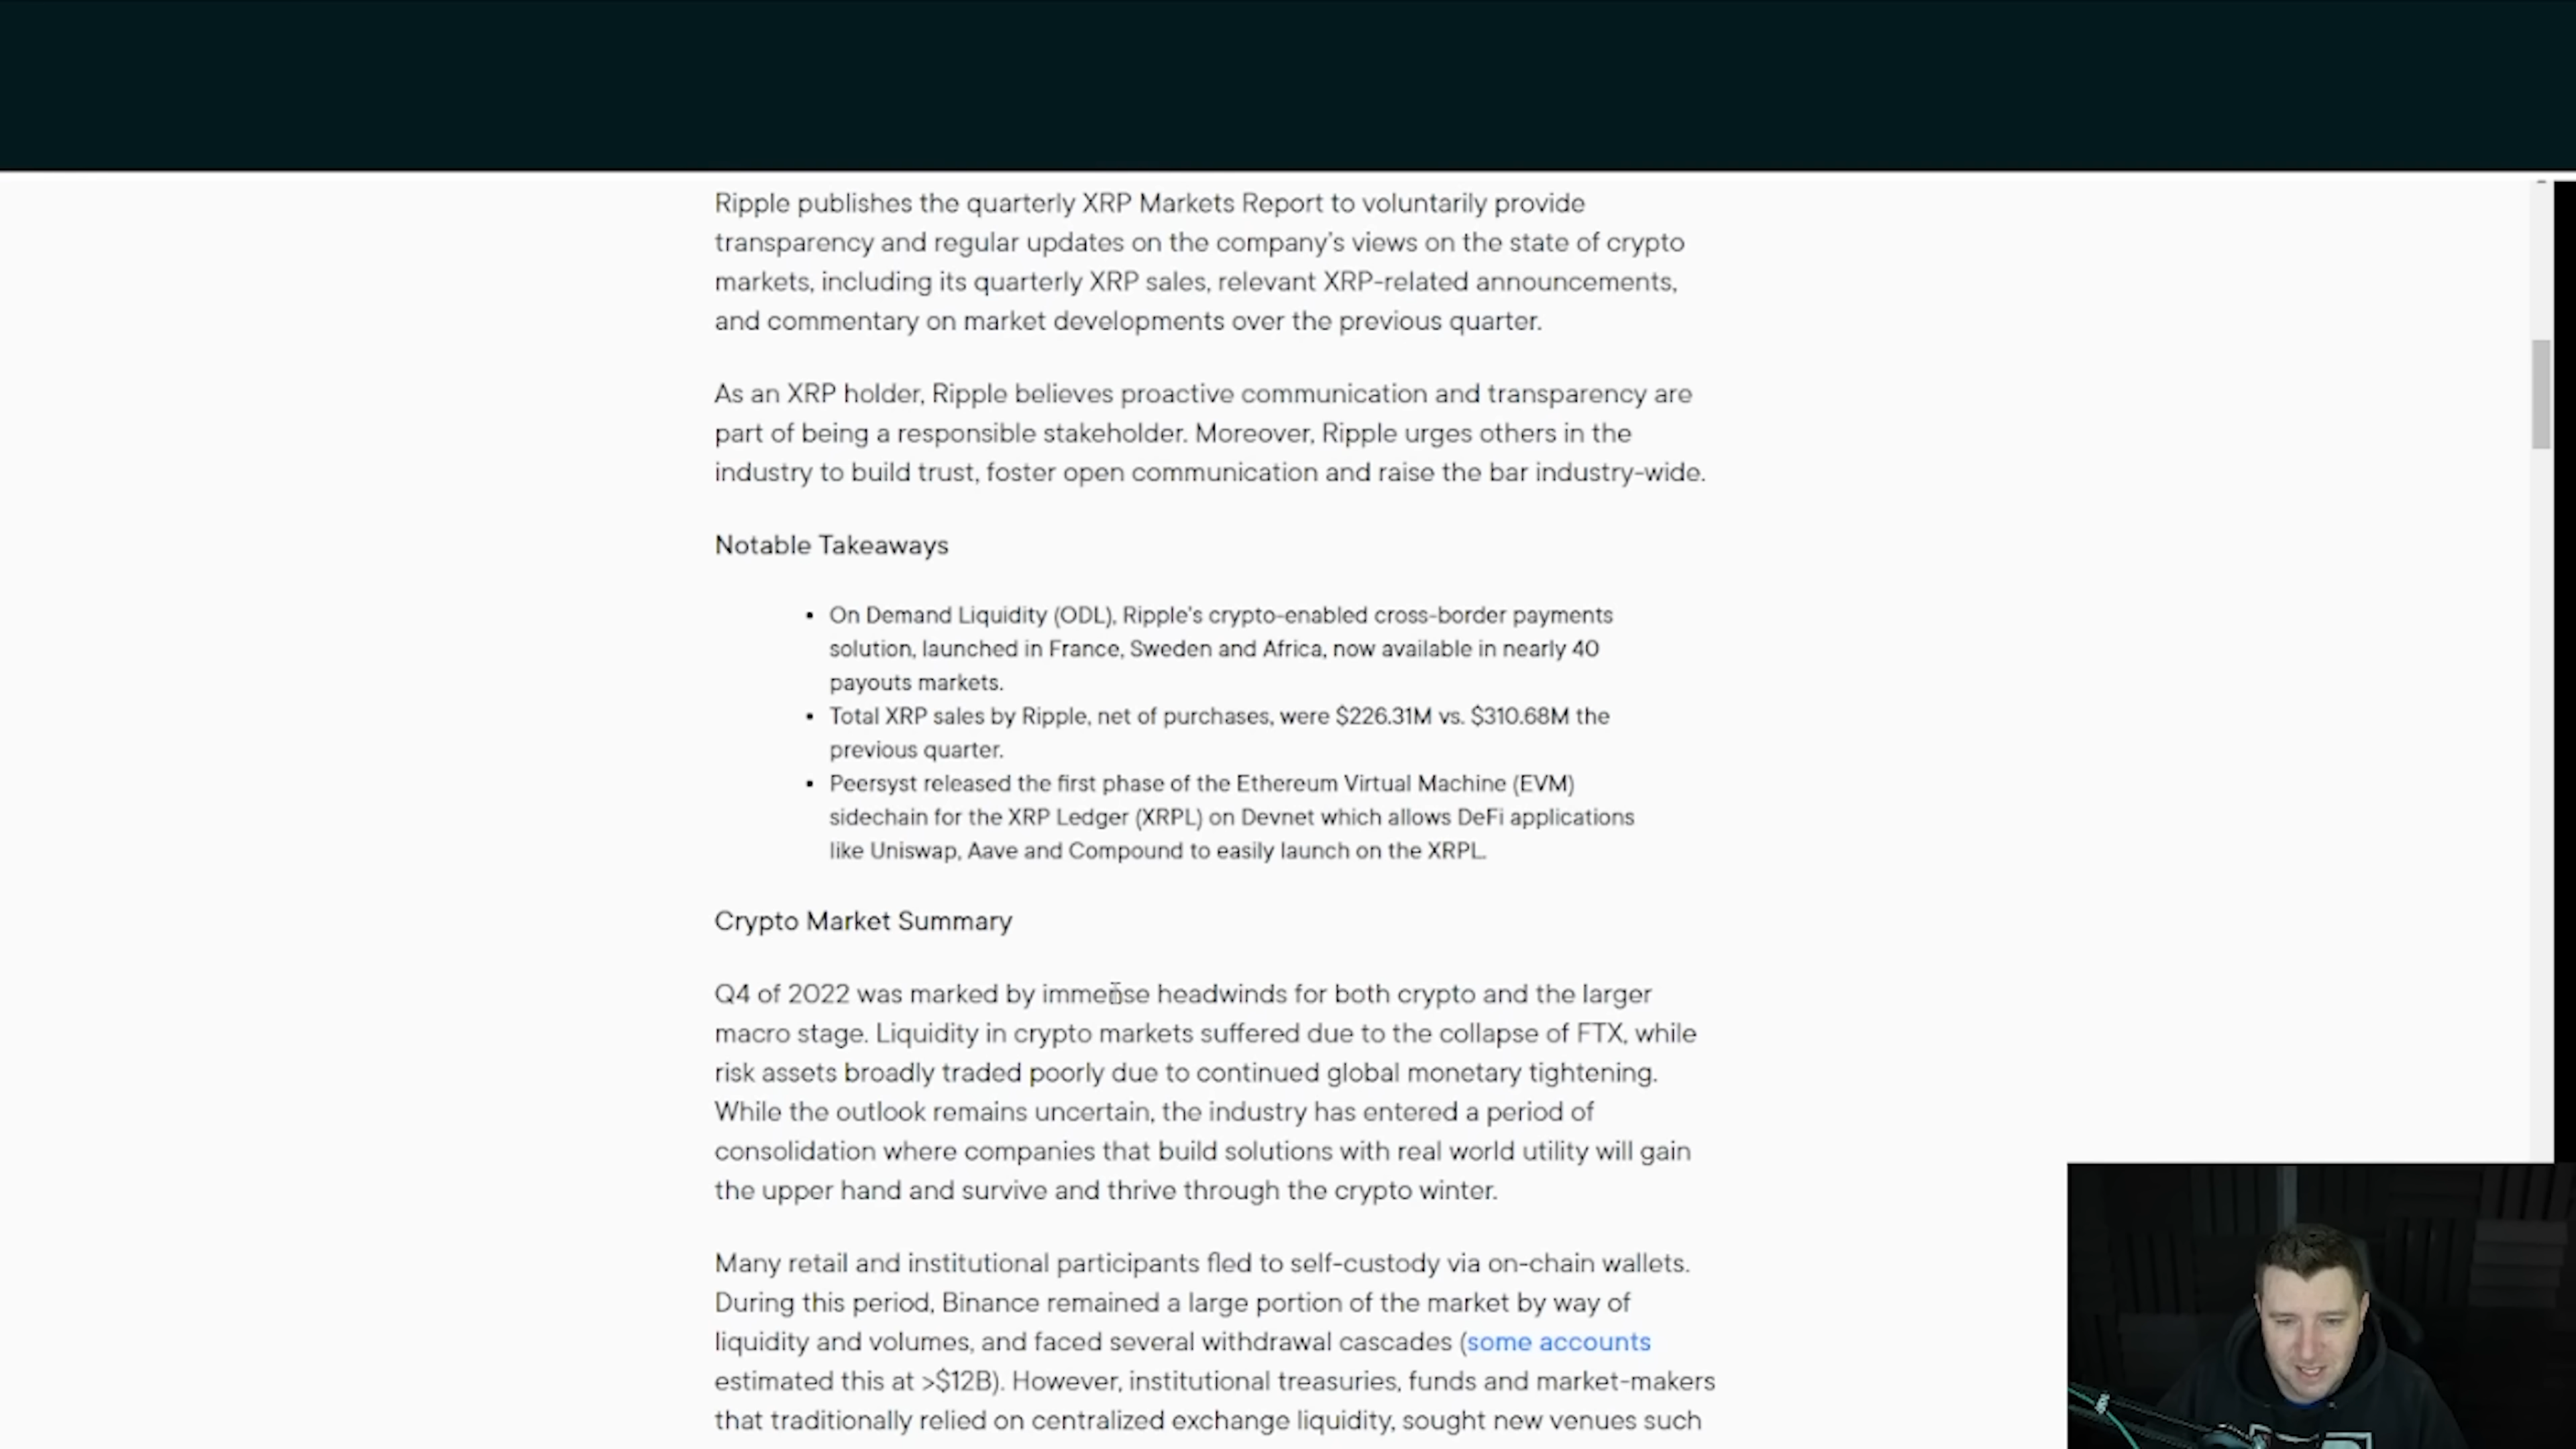 Ripple publishes the quarterly XRP Markets Report to voluntarily provide
transparency and regular updates on the company's views on the state of crypto
markets, including its quarterly XRP sales, relevant XRP-related announcements,
and commentary on market developments over the previous quarter.
As an XRP holder, Ripple believes proactive communication and transparency are
part of being a responsible stakeholder. Moreover, Ripple urges others in the
industry to build trust, foster open communication and raise the bar industry-wide.
Notable Takeaways
• On Demand Liquidity (ODL), Ripple's crypto-enabled cross-border payments
solution, launched in France, Sweden and Africa, now available in nearly 40
payouts markets.
• Total XRP sales by Ripple, net of purchases, were $226.31M vs. $310.68M the
previous quarter.
• Peersyst released the first phase of the Ethereum Virtual Machine (EVM)
sidechain for the XRP Ledger (XRPL) on Devnet which allows DeFi applications
like Uniswap, Aave and Compound to easily launch on the XRPL.
Crypto Market Summary
Q4 of 2022 was marked by immense headwinds for both crypto and the larger
macro stage. Liquidity in crypto markets suffered due to the collapse of FTX, while
risk assets broadly traded poorly due to continued global monetary tightening.
While the outlook remains uncertain, the industry has entered a period of
consolidation where companies that build solutions with real world utility will gain
the upper hand and survive and thrive through the crypto winter.
Many retail and institutional participants fled to self-custody via on-chain wallets.
During this period, Binance remained a large portion of the market by way of
liquidity and volumes, and faced several withdrawal cascades (some accounts
estimated this at >$12B). However, institutional treasuries, funds and market-makers
that traditionally relied on centralized exchange liquidity, sought new venues such